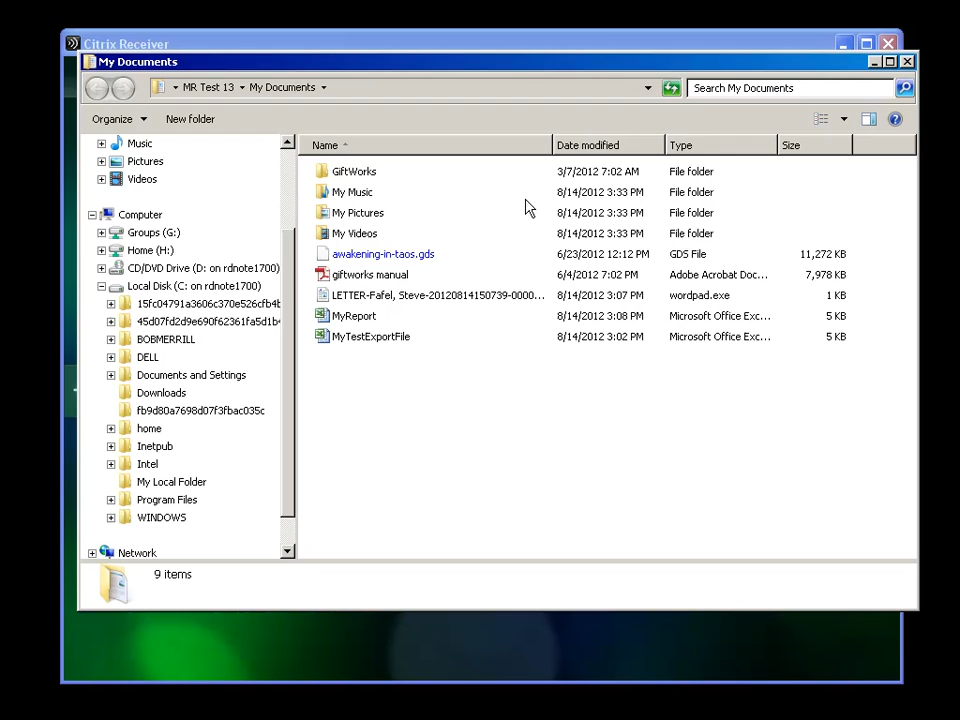 Citrix Receiver
My Documents
MR Test 13 My Documents Search My Documents
Organize New folder
Music
Pictures
Videos
Computer
Groups (G:)
Home (H:)
CD/DVD Drive (D: on rdnote1700)
Local Disk (C: on rdnote1700)
15fc04791a3606c370e526cfb4b
45d07fd2d9e690f62361fa5d1b4
BOBMERRILL
DELL
Documents and Settings
Downloads
fb9d80a7698d07f3fbac035c
home
Inetpub
Intel
My Local Folder
Program Files
WINDOWS
Network
Name Date modified Type Size
GiftWorks 3/7/2012 7:02 AM File folder
My Music 8/14/2012 3:33 PM File folder
My Pictures 8/14/2012 3:33 PM File folder
My Videos 8/14/2012 3:33 PM File folder
awakening-in-taos.gds 6/23/2012 12:12 PM GDS File 11,272 KB
giftworks manual 6/4/2012 7:02 PM Adobe Acrobat Doc... 7,978 KB
LETTER-Fafel, Steve-20120814150739-0000... 8/14/2012 3:07 PM wordpad.exe 1 KB
MyReport 8/14/2012 3:08 PM Microsoft Office Exc... 5 KB
MyTestExportFile 8/14/2012 3:02 PM Microsoft Office Exc... 5 KB
9 items